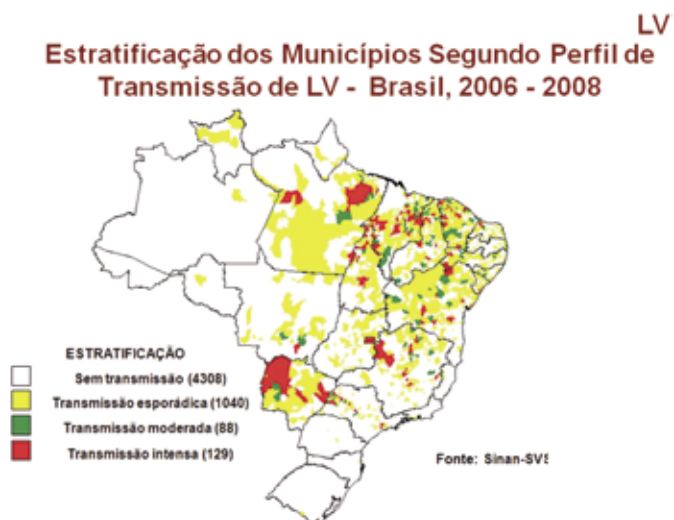 LV
Estratificação dos Municípios Segundo Perfil de
Transmissão de LV - Brasil, 2006 - 2008
ESTRATIFICAÇÃO
Sem transmissão (4308)
Transmissão esporádica (1040)
Transmissão moderada (88)
Transmissão intensa (129)
Fonte: Sinan-SVS